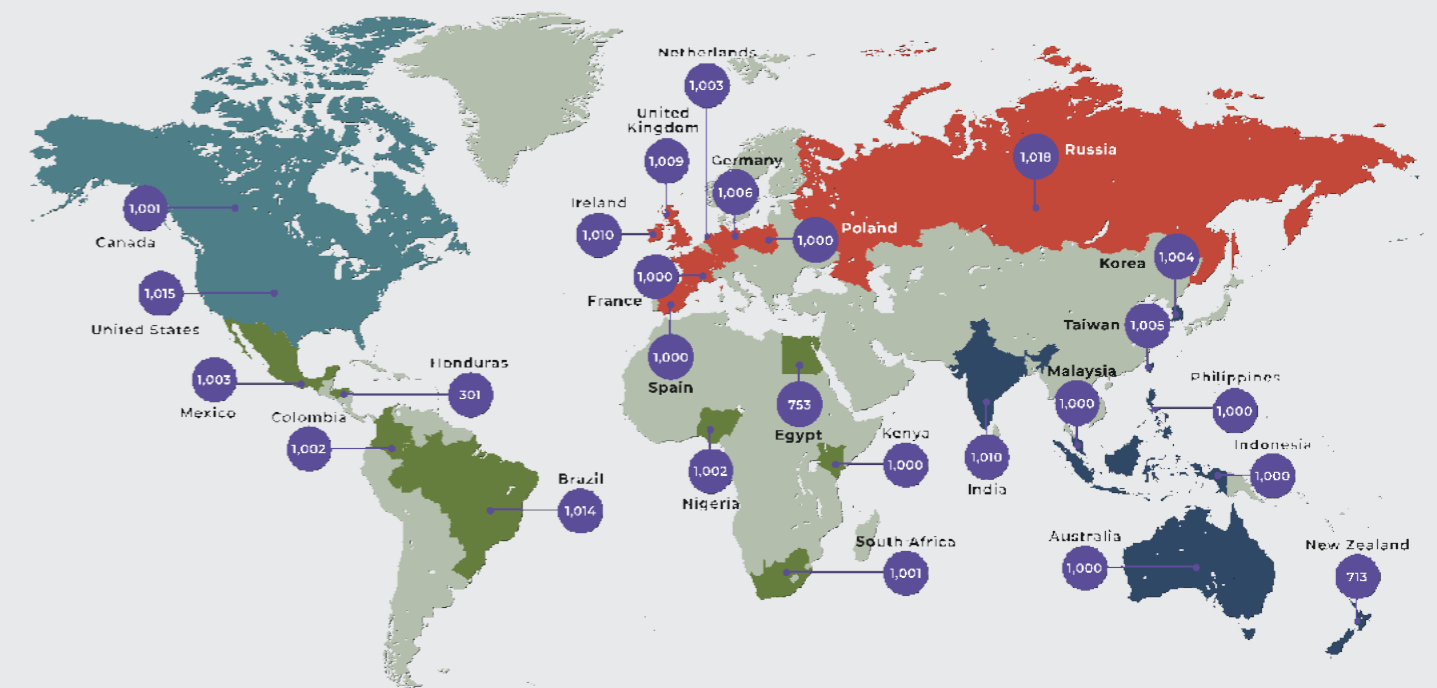 Netherlands
1,003
United
Kingdom
1,009
Germany
1,006
Ireland
1,010
Poland
1,000
France
1,000
1,000
Spain
1,018
Russia
Korea
1,004
Taiwan
1,005
Malaysia
1,000
Philippines
1,000
Indonesia
1,000
1,010
India
Australia
1,000
New Zealand
713
1,001
Canada
1,015
United States
1,003
Mexico
Honduras
301
Colombia
1,002
Brazil
1,014
753
Egypt
1,002
Nigeria
Kenya
1,000
South Africa
1,001